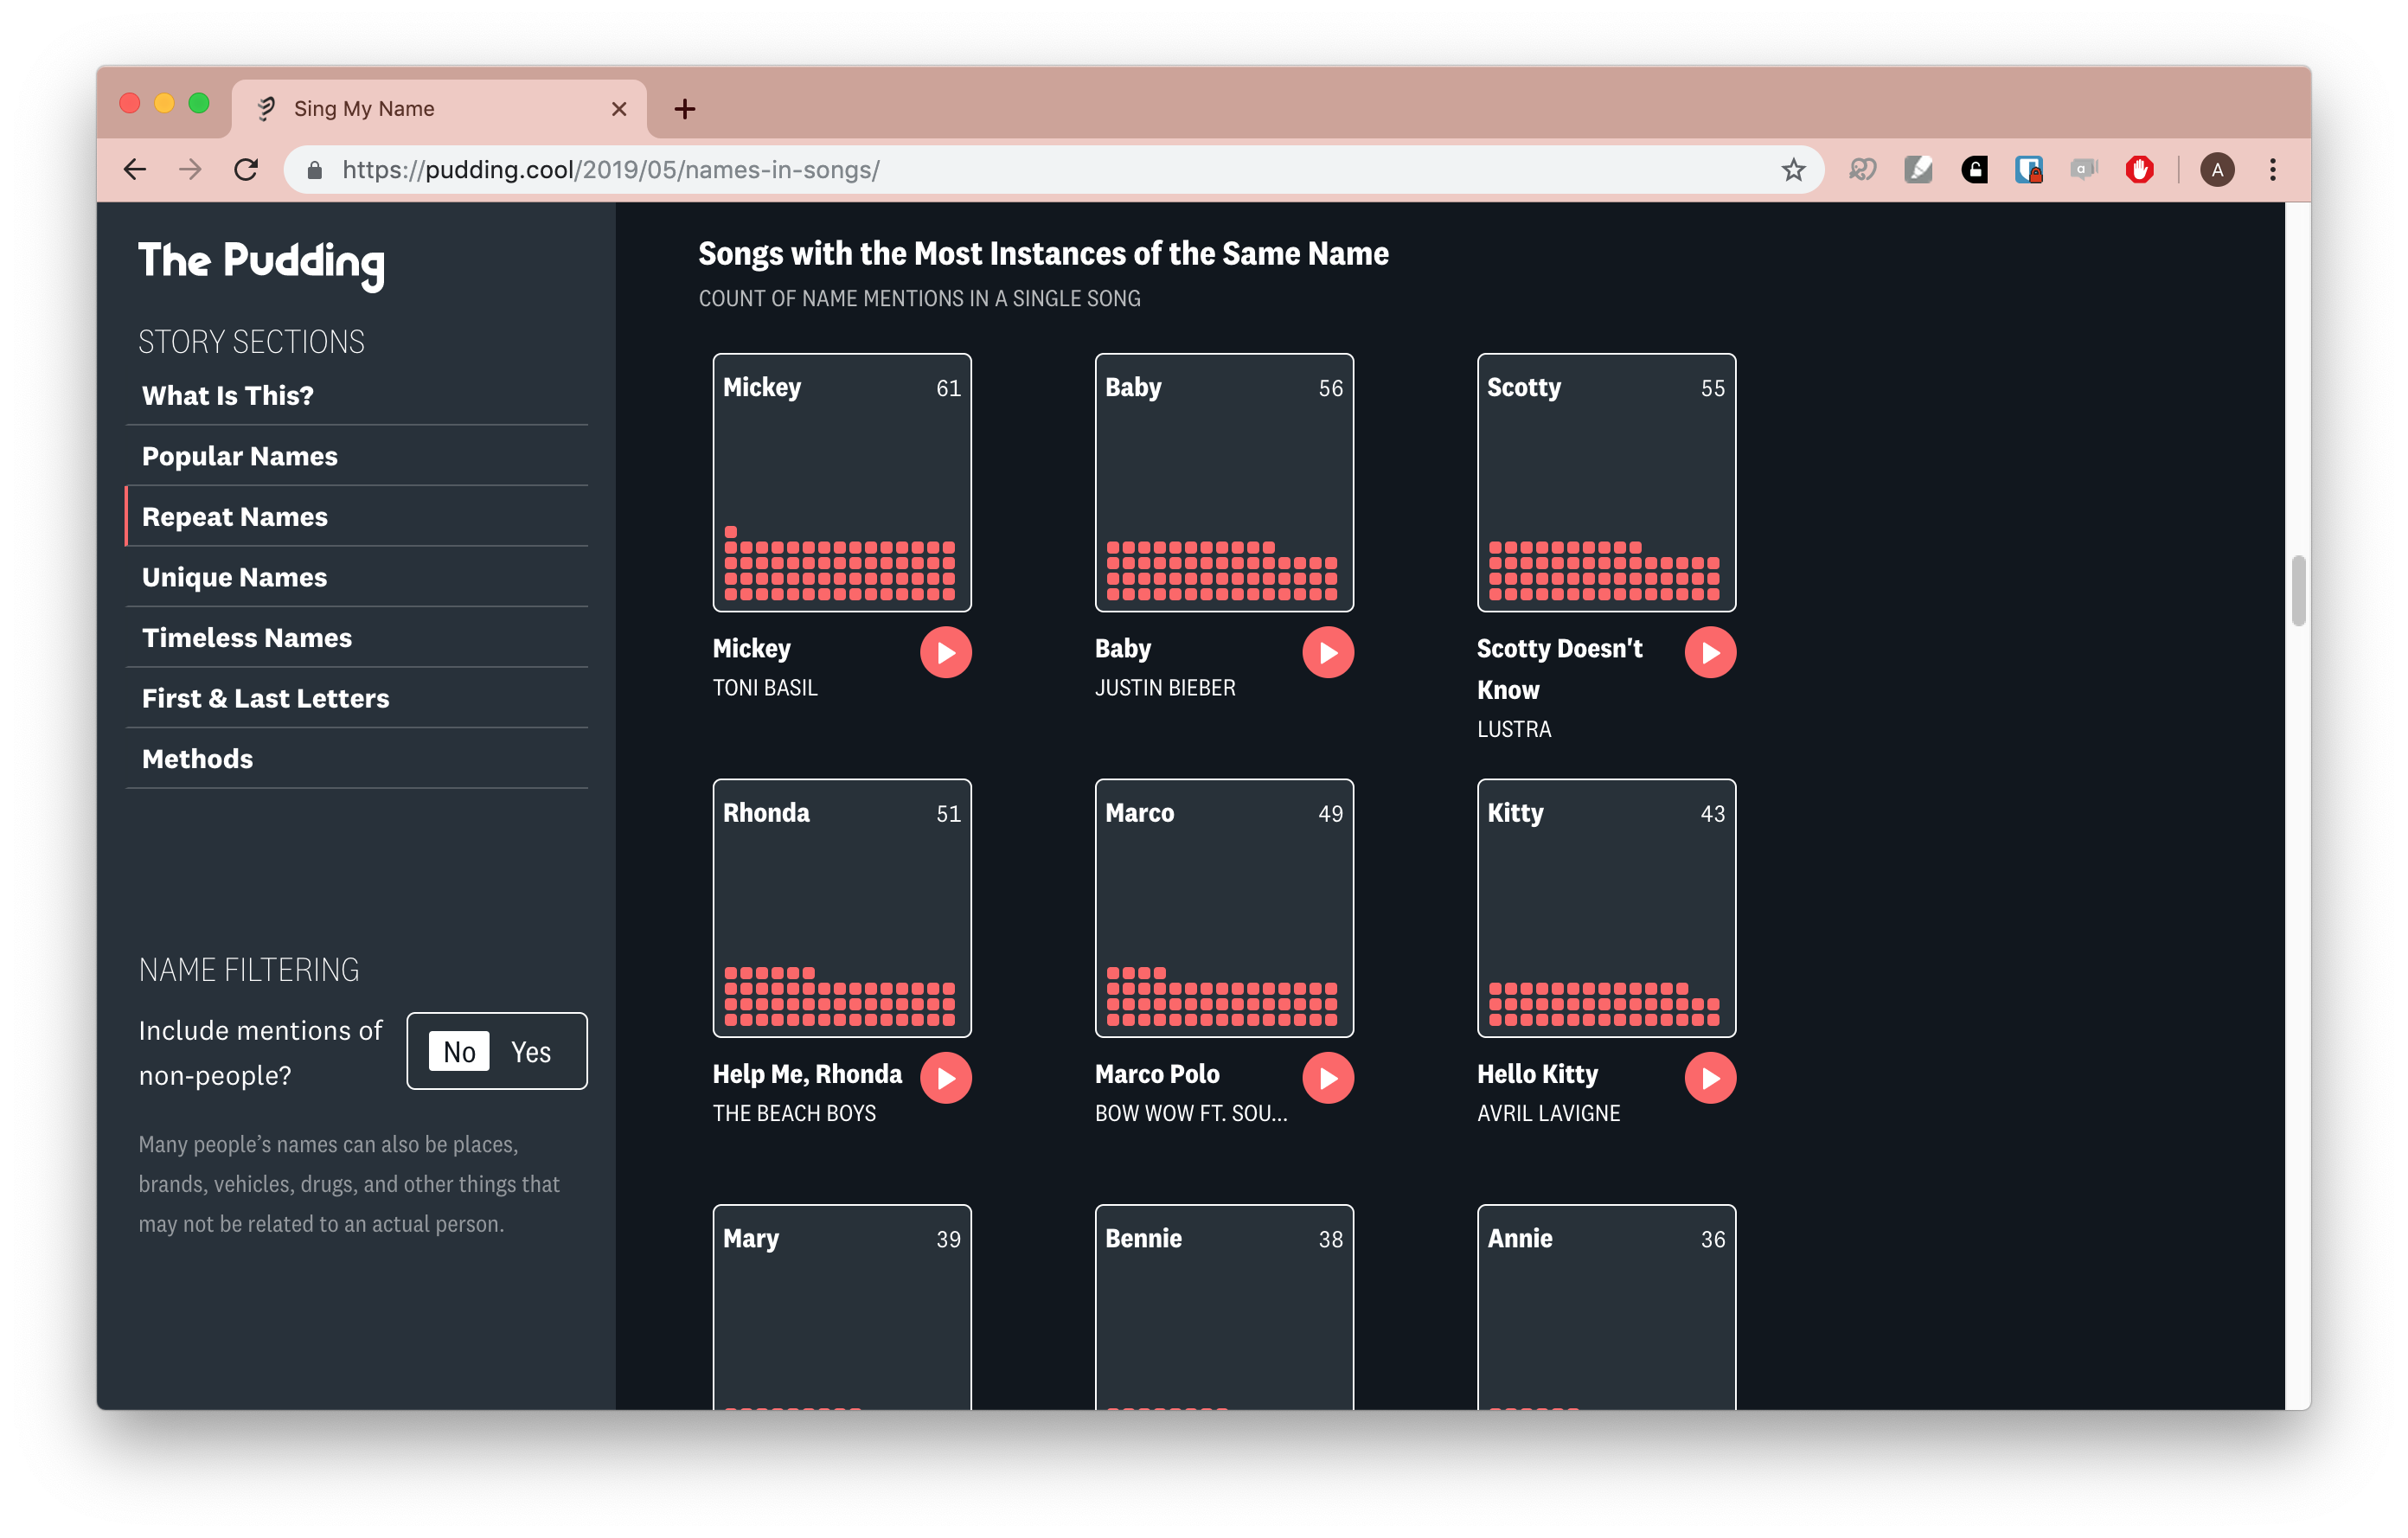 Sing My Name
https://pudding.cool/2019/05/names-in-songs/
A
The Pudding
STORY SECTIONS
What Is This?
Popular Names
Repeat Names
Unique Names
Timeless Names
First & Last Letters
Methods
NAME FILTERING
Include mentions of
non-people?
No Yes
Many people’s names can also be places,
brands, vehicles, drugs, and other things that
may not be related to an actual person.
Songs with the Most Instances of the Same Name
COUNT OF NAME MENTIONS IN A SINGLE SONG
Mickey 61
Mickey
TONI BASIL
Baby 56
Baby
JUSTIN BIEBER
Scotty 55
Scotty Doesn't
Know
LUSTRA
Rhonda 51
Help Me, Rhonda
THE BEACH BOYS
Marco 49
Marco Polo
BOW WOW FT. SOU...
Kitty 43
Hello Kitty
AVRIL LAVIGNE
Mary 39
Bennie 38
Annie 36